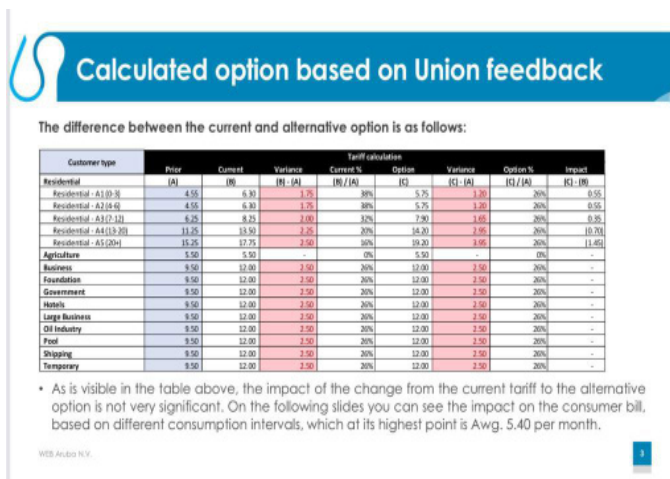 Calculated option based on Union feedback
The difference between the current and alternative option is as follows:
Customer type Tariff calculation
Prior Current Variance Current % Option Variance Option % Impact
Residential (A) (B) (B) - (A) (B) / (A) (C) (C) - (A) (C) / (A) (C) - (B)
Residential - A1 (0-3) 4.55 6.30 1.75 38% 5.75 1.20 26% 0.55
Residential - A2 (4-6) 4.55 6.30 1.75 38% 5.75 1.20 26% 0.55
Residential - A3 (7-12) 6.25 8.25 2.00 32% 7.90 1.65 26% 0.35
Residential - A4 (13-20) 11.25 13.50 2.25 20% 14.20 2.95 26% (0.70)
Residential - A5 (20+) 15.25 17.75 2.50 16% 19.20 3.95 26% (1.45)
Agriculture 5.50 5.50 - 0% 5.50 - 0% -
Business 9.50 12.00 2.50 26% 12.00 2.50 26% -
Foundation 9.50 12.00 2.50 26% 12.00 2.50 26% -
Government 9.50 12.00 2.50 26% 12.00 2.50 26% -
Hotels 9.50 12.00 2.50 26% 12.00 2.50 26% -
Large Business 9.50 12.00 2.50 26% 12.00 2.50 26% -
Oil Industry 9.50 12.00 2.50 26% 12.00 2.50 26% -
Pool 9.50 12.00 2.50 26% 12.00 2.50 26% -
Shipping 9.50 12.00 2.50 26% 12.00 2.50 26% -
Temporary 9.50 12.00 2.50 26% 12.00 2.50 26% -
• As is visible in the table above, the impact of the change from the current tariff to the alternative
option is not very significant. On the following slides you can see the impact on the consumer bill,
based on different consumption intervals, which at its highest point is Awg. 5.40 per month.
WEB Aruba N.V.
3